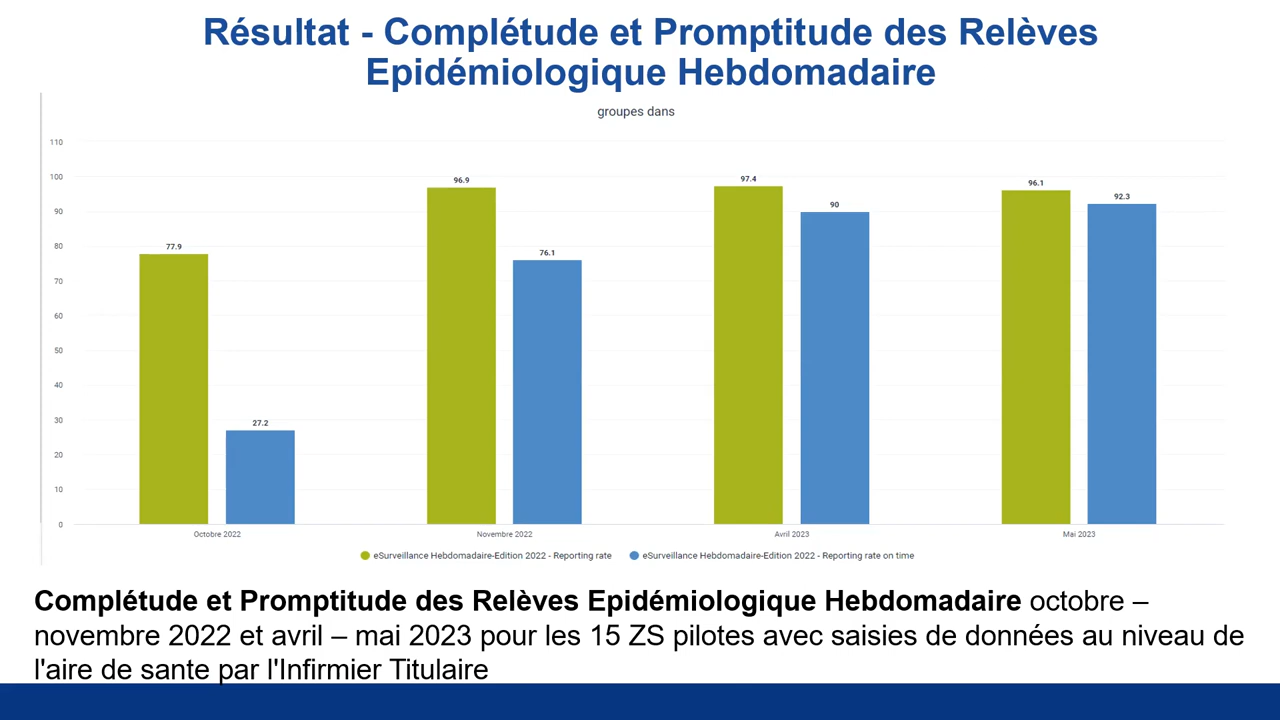 Résultat - Complétude et Promptitude des Relèves
Epidémiologique Hebdomadaire
groupes dans
110
100
90
80
70
60
50
40
30
20
10
0
77.9
27.2
96.9
76.1
97.4
90
96.1
92.3
Octobre 2022
Novembre 2022
Avril 2023
Mai 2023
eSurveillance Hebdomadaire-Edition 2022 - Reporting rate
eSurveillance Hebdomadaire-Edition 2022 - Reporting rate on time
Complétude et Promptitude des Relèves Epidémiologique Hebdomadaire octobre –
novembre 2022 et avril – mai 2023 pour les 15 ZS pilotes avec saisies de données au niveau de
l'aire de sante par l'Infirmier Titulaire